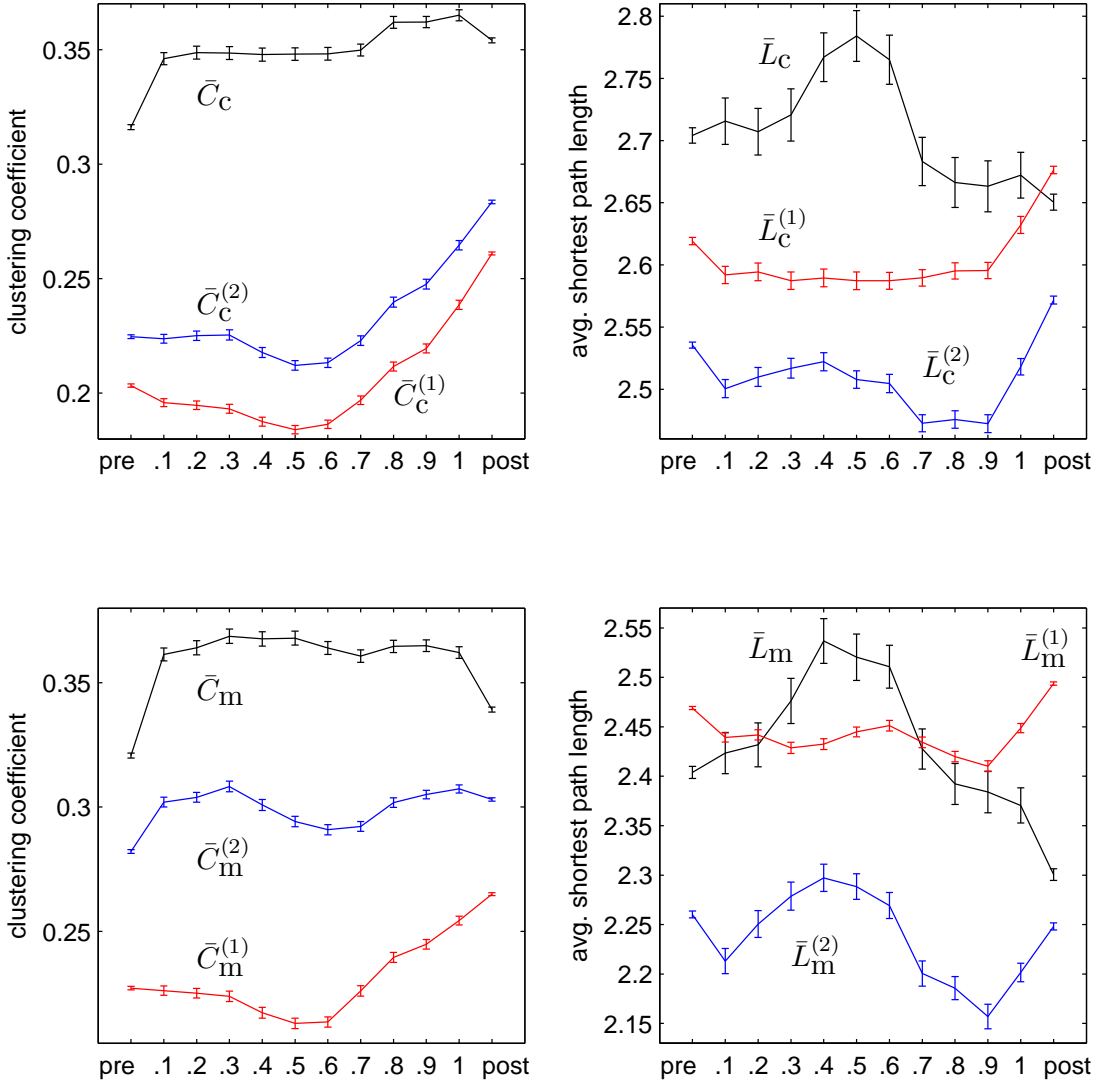 clustering coefficient
0.35
0.3
0.25
0.2
C̄c
C̄c(2)
C̄c(1)
pre .1 .2 .3 .4 .5 .6 .7 .8 .9 1 post
avg. shortest path length
2.8
2.75
2.7
2.65
2.6
2.55
2.5
L̄c
L̄c(1)
L̄c(2)
pre .1 .2 .3 .4 .5 .6 .7 .8 .9 1 post
clustering coefficient
0.35
0.3
0.25
C̄m
C̄m(2)
C̄m(1)
pre .1 .2 .3 .4 .5 .6 .7 .8 .9 1 post
avg. shortest path length
2.55
2.5
2.45
2.4
2.35
2.3
2.25
2.2
2.15
L̄m
L̄m(1)
L̄m(2)
pre .1 .2 .3 .4 .5 .6 .7 .8 .9 1 post